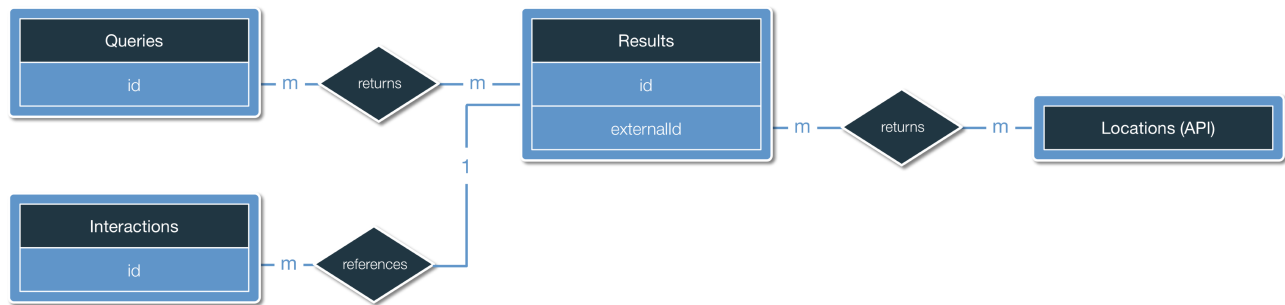 Queries
id
m
returns
m
Results
id
externalId
m
returns
m
Locations (API)
1
Interactions
id
m
references